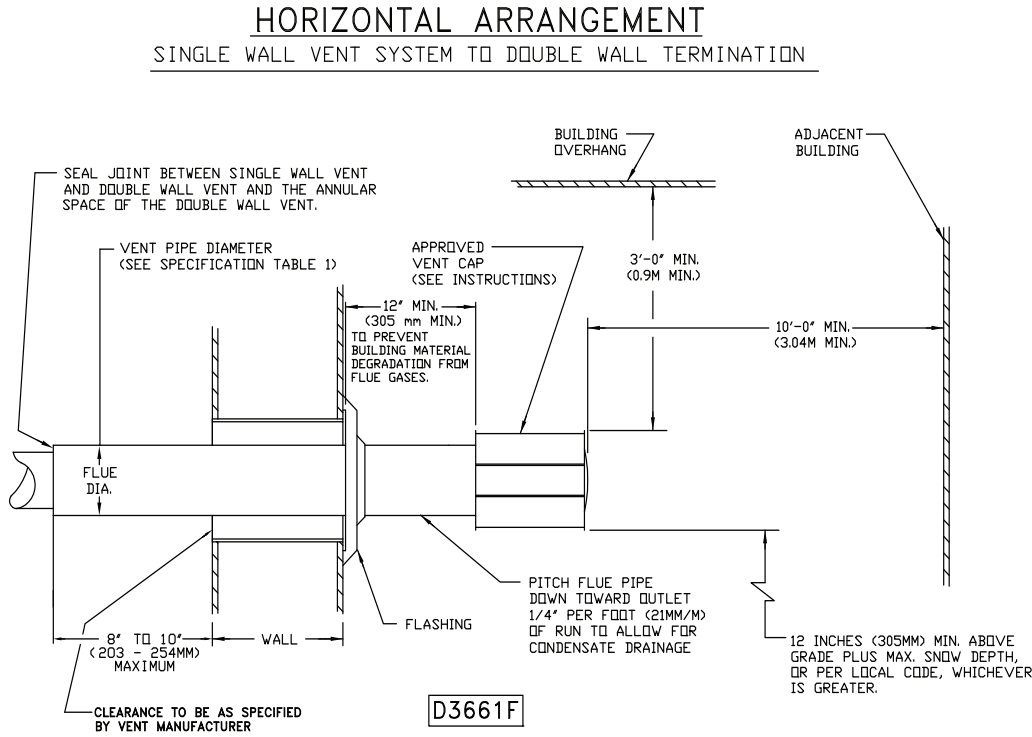 HORIZONTAL ARRANGEMENT
SINGLE WALL VENT SYSTEM TO DOUBLE WALL TERMINATION
BUILDING
OVERHANG
ADJACENT
BUILDING
SEAL JOINT BETWEEN SINGLE WALL VENT
AND DOUBLE WALL VENT AND THE ANNULAR
SPACE OF THE DOUBLE WALL VENT.
VENT PIPE DIAMETER
(SEE SPECIFICATION TABLE 1)
APPROVED
VENT CAP
(SEE INSTRUCTIONS)
3'-0" MIN.
(0.9M MIN.)
12" MIN.
(305 mm MIN.)
TO PREVENT
BUILDING MATERIAL
DEGRADATION FROM
FLUE GASES.
10'-0" MIN.
(3.04M MIN.)
FLUE
DIA.
PITCH FLUE PIPE
DOWN TOWARD OUTLET
1/4" PER FOOT (21MM/M)
OF RUN TO ALLOW FOR
CONDENSATE DRAINAGE
FLASHING
8" TO 10"
(203 - 254MM)
MAXIMUM
WALL
12 INCHES (305MM) MIN. ABOVE
GRADE PLUS MAX. SNOW DEPTH,
OR PER LOCAL CODE, WHICHEVER
IS GREATER.
CLEARANCE TO BE AS SPECIFIED
BY VENT MANUFACTURER
D3661F